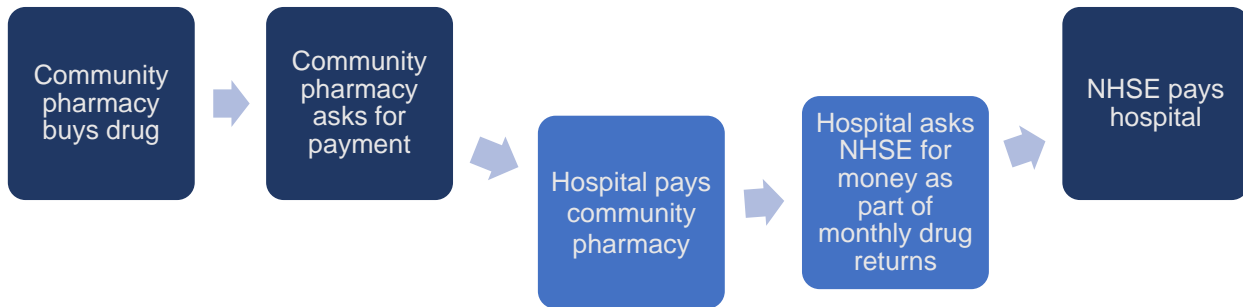 Community
pharmacy
buys drug
Community
pharmacy
asks for
payment
Hospital pays
community
pharmacy
Hospital asks
NHSE for
money as
part of
monthly drug
returns
NHSE pays
hospital